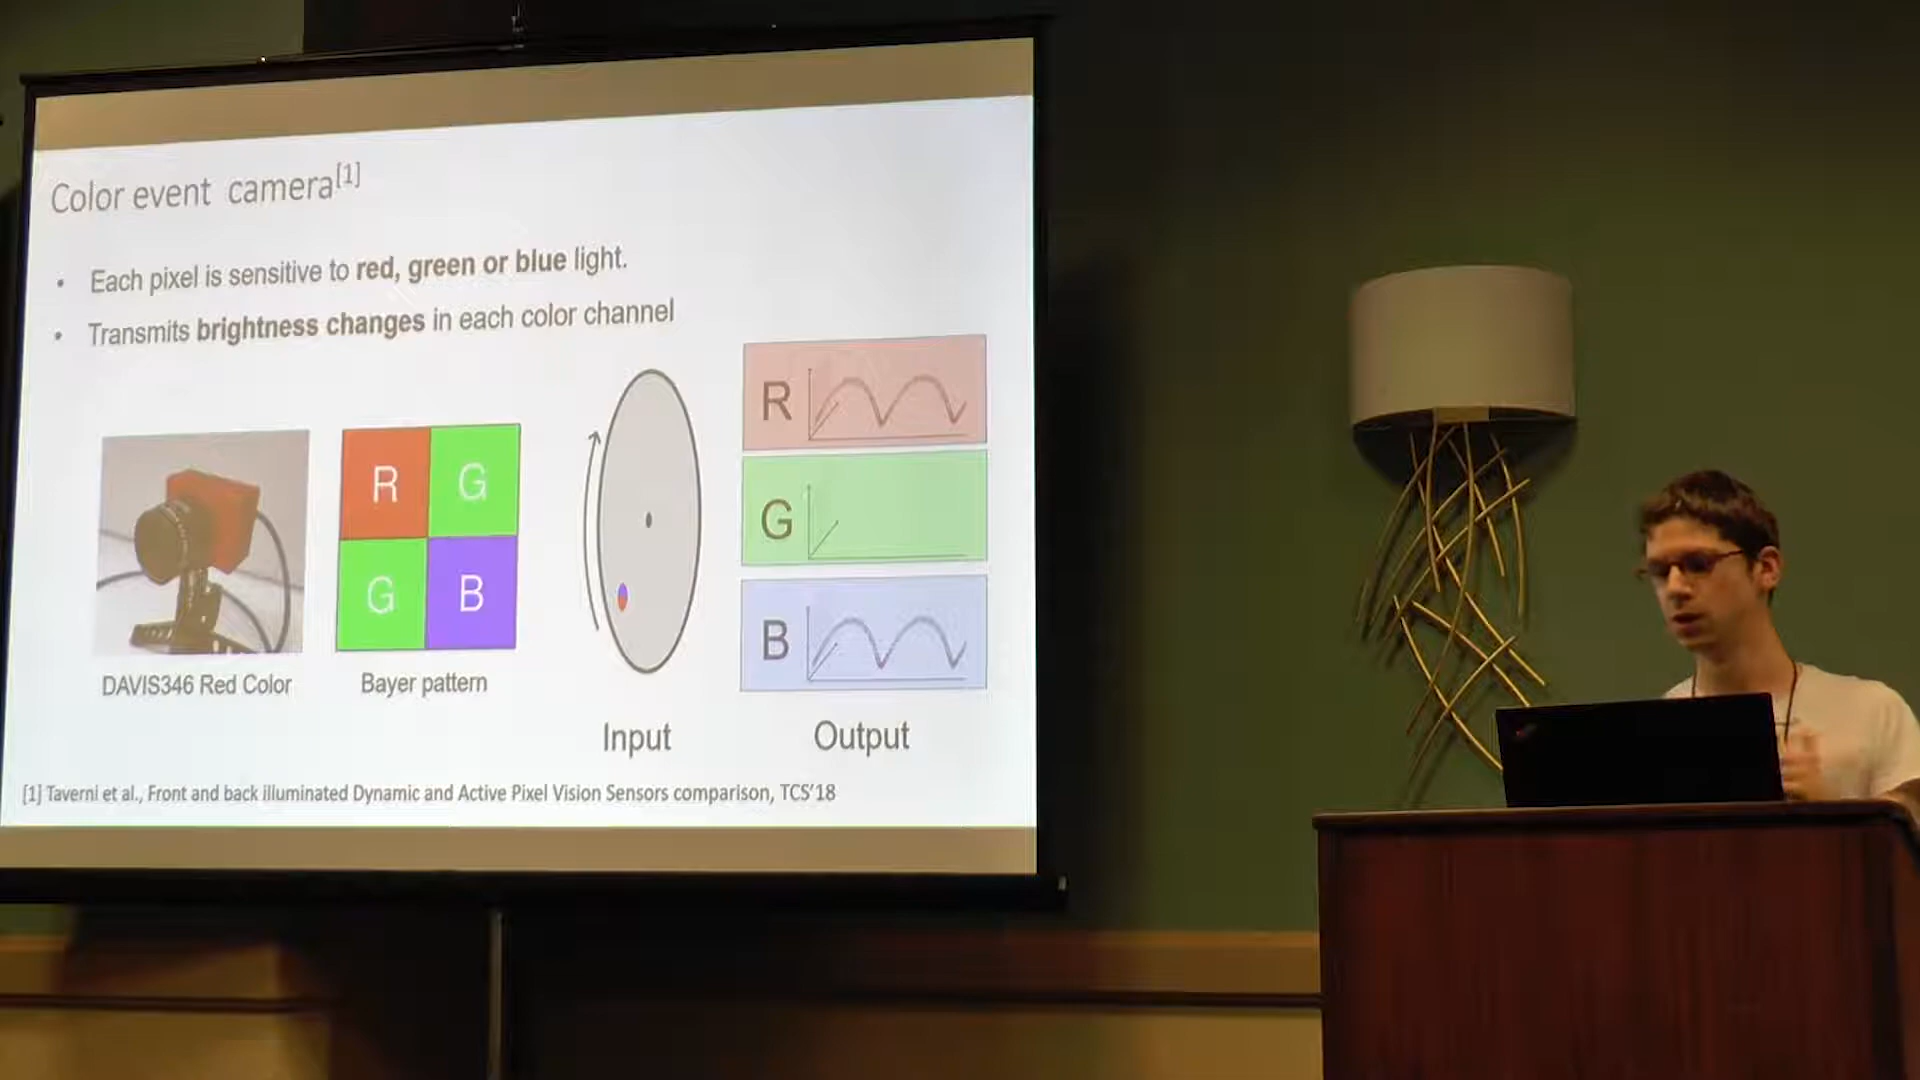 Color event camera[1]
• Each pixel is sensitive to red, green or blue light.
• Transmits brightness changes in each color channel
R G
G B
DAVIS346 Red Color
Bayer pattern
Input
R
G
B
Output
[1] Taverni et al., Front and back illuminated Dynamic and Active Pixel Vision Sensors comparison, TCS'18